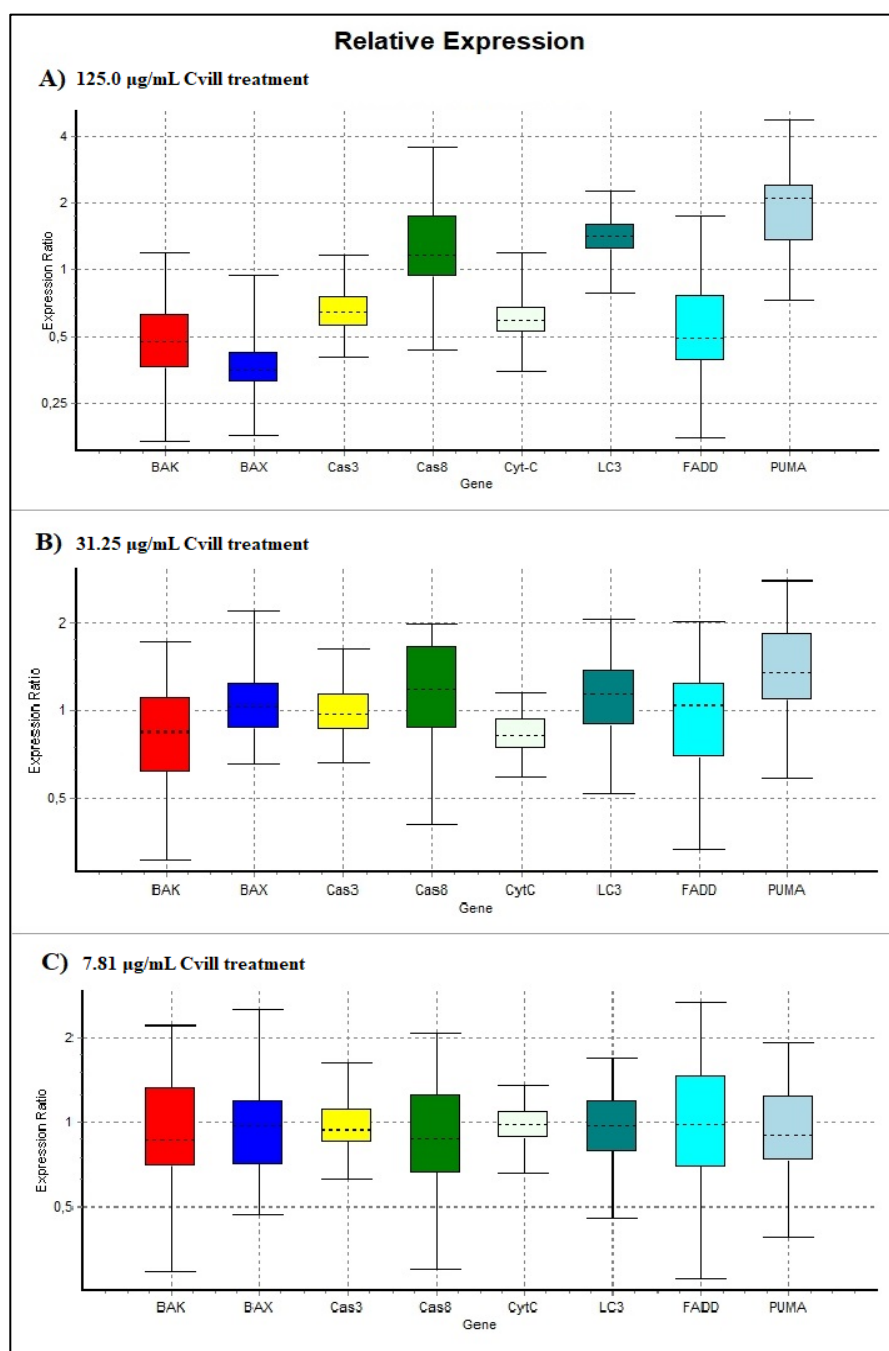 Relative Expression
A) 125.0 µg/mL Cvill treatment
Expression Ratio
4
2
1
0,5
0,25
BAK BAX Cas3 Cas8 Cyt-C LC3 FADD PUMA
Gene
B) 31.25 µg/mL Cvill treatment
Expression Ratio
2
1
0,5
BAK BAX Cas3 Cas8 CytC LC3 FADD PUMA
Gene
C) 7.81 µg/mL Cvill treatment
Expression Ratio
2
1
0,5
BAK BAX Cas3 Cas8 CytC LC3 FADD PUMA
Gene